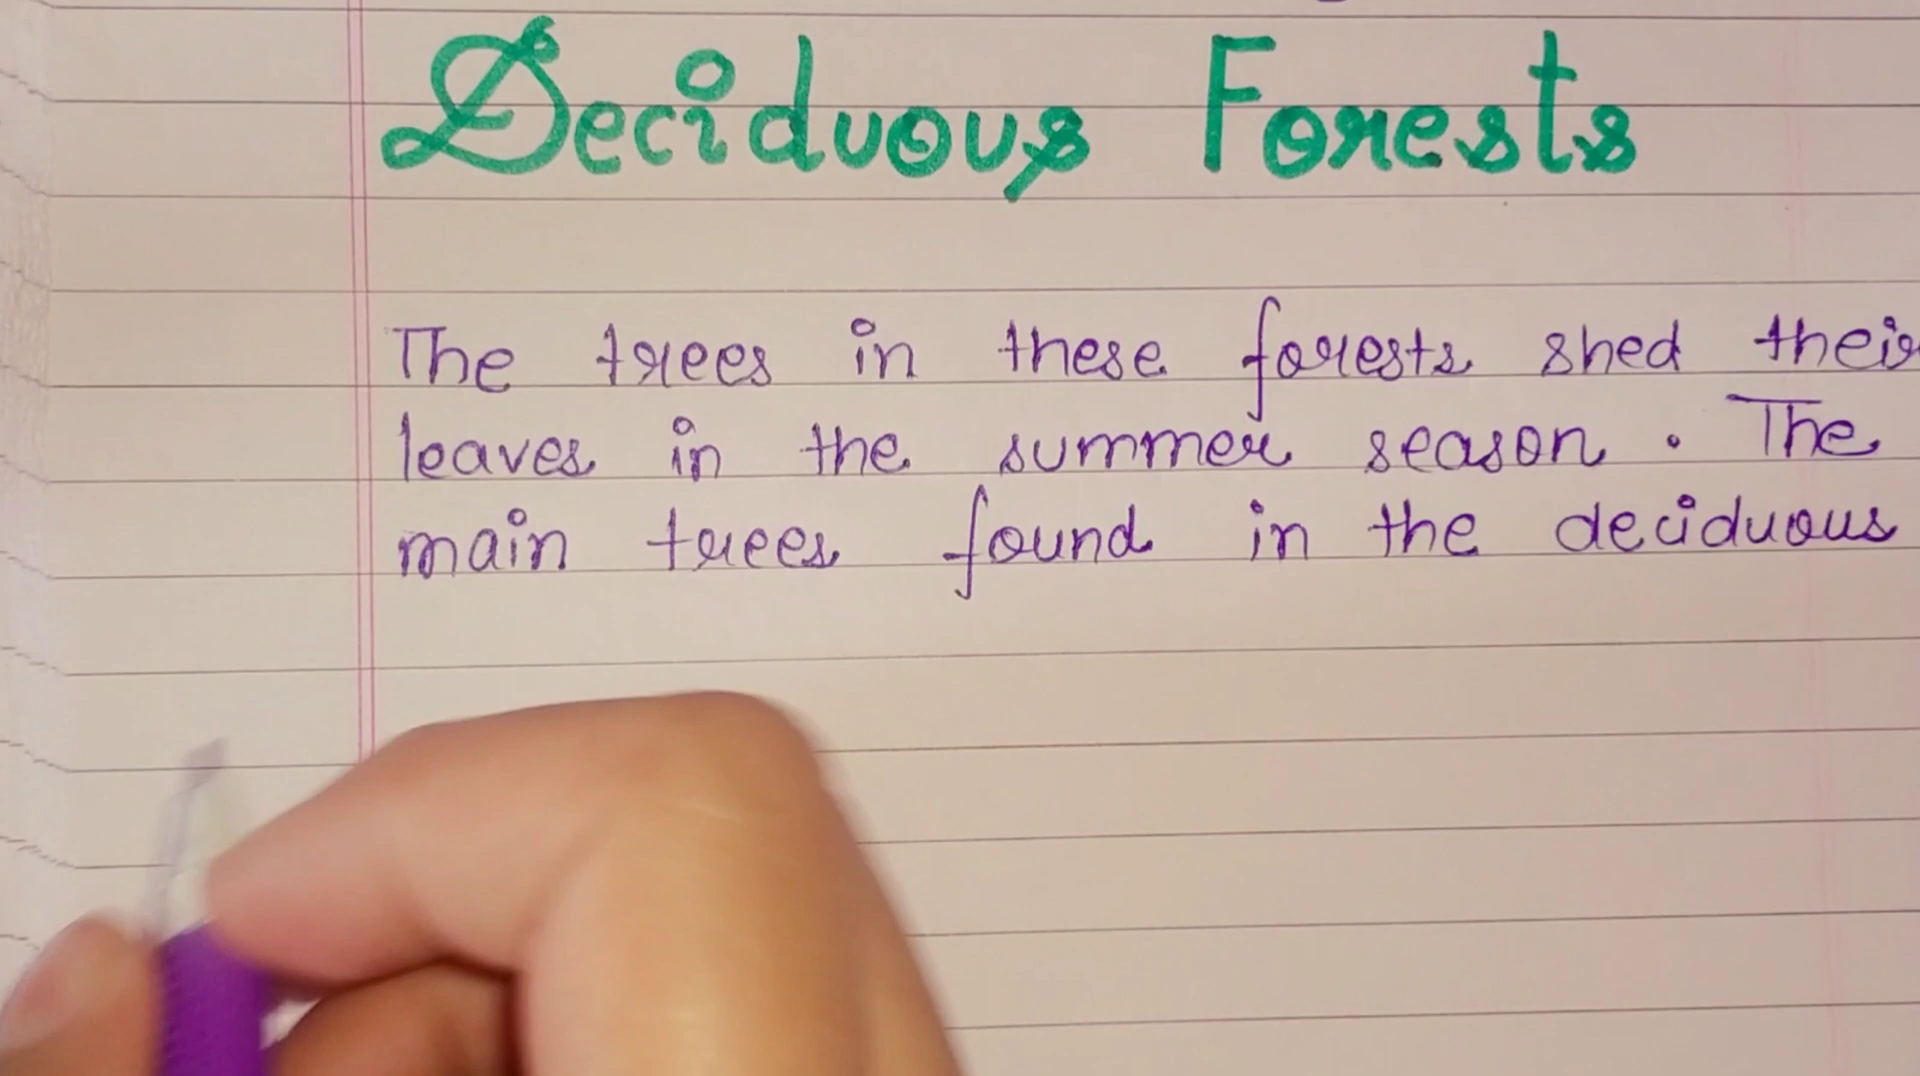 Deciduous Forests
The trees in these forests shed their
leaves in the summer season. The
main trees found in the deciduous